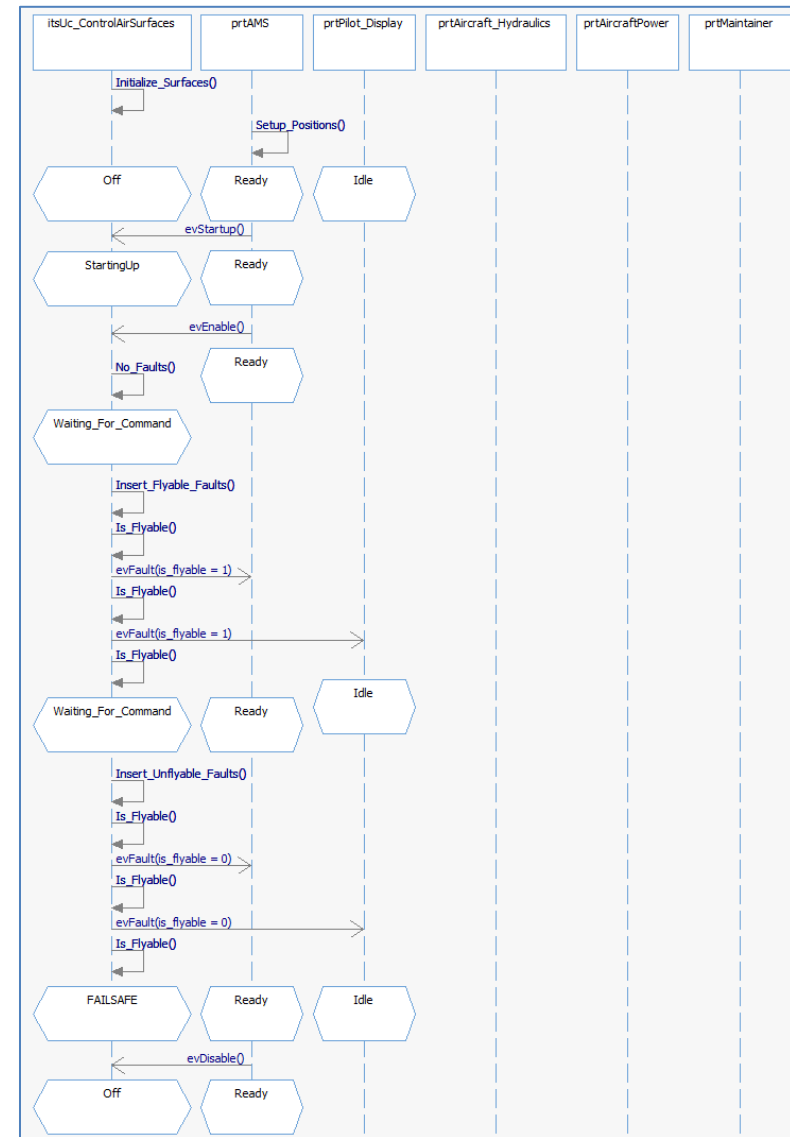 itsUc_ControlAirSurfaces
prtAMS
prtPilot_Display
prtAircraft_Hydraulics
prtAircraftPower
prtMaintainer
Initialize_Surfaces()
Setup_Positions()
Off
Ready
Idle
evStartup()
StartingUp
Ready
evEnable()
No_Faults()
Ready
Waiting_For_Command
Insert_Flyable_Faults()
Is_Flyable()
evFault(is_flyable = 1)
Is_Flyable()
evFault(is_flyable = 1)
Is_Flyable()
Idle
Waiting_For_Command
Ready
Insert_Unflyable_Faults()
Is_Flyable()
evFault(is_flyable = 0)
Is_Flyable()
evFault(is_flyable = 0)
Is_Flyable()
FAILSAFE
Ready
Idle
evDisable()
Off
Ready